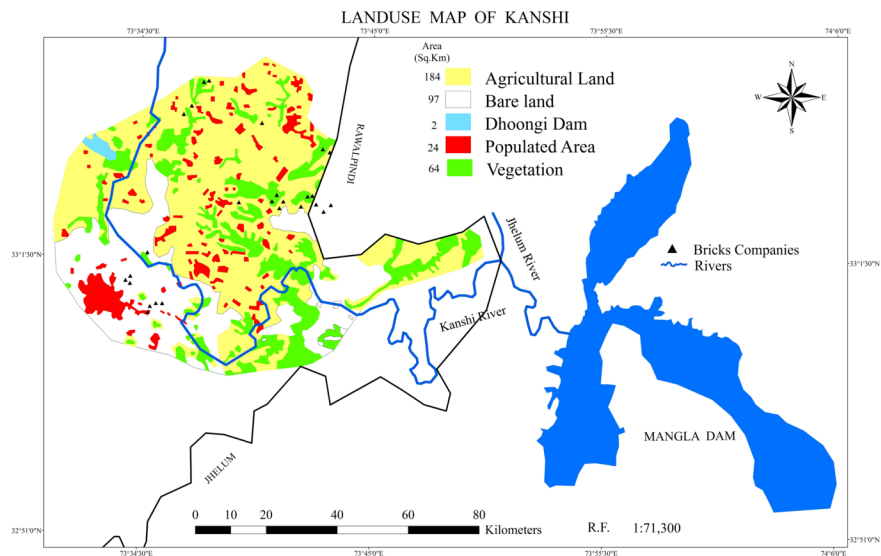 LANDUSE MAP OF KANSHI
73°34'30"E
73°45'0"E
73°55'30"E
74°6'0"E
Area
(Sq.Km)
184 Agricultural Land
97 Bare land
2 Dhoongi Dam
24 Populated Area
64 Vegetation
N
W E
S
RAWALPINDI
33°1'30"N
33°1'30"N
Jhelum River
Bricks Companies
Rivers
Kanshi River
MANGLA DAM
JHELUM
0 10 20 40 60 80
Kilometers
R.F. 1:71,300
32°51'0"N
32°51'0"N
73°34'30"E
73°45'0"E
73°55'30"E
74°6'0"E